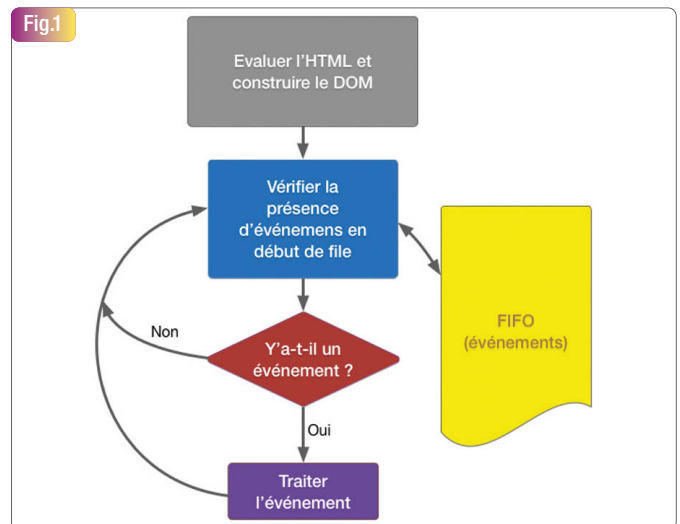 Fig.1
Evaluer l'HTML et
construire le DOM
Vérifier la
présence
d'événemens en
début de file
FIFO
(événements)
Non
Y'a-t-il un
événement ?
Oui
Traiter
l'événement